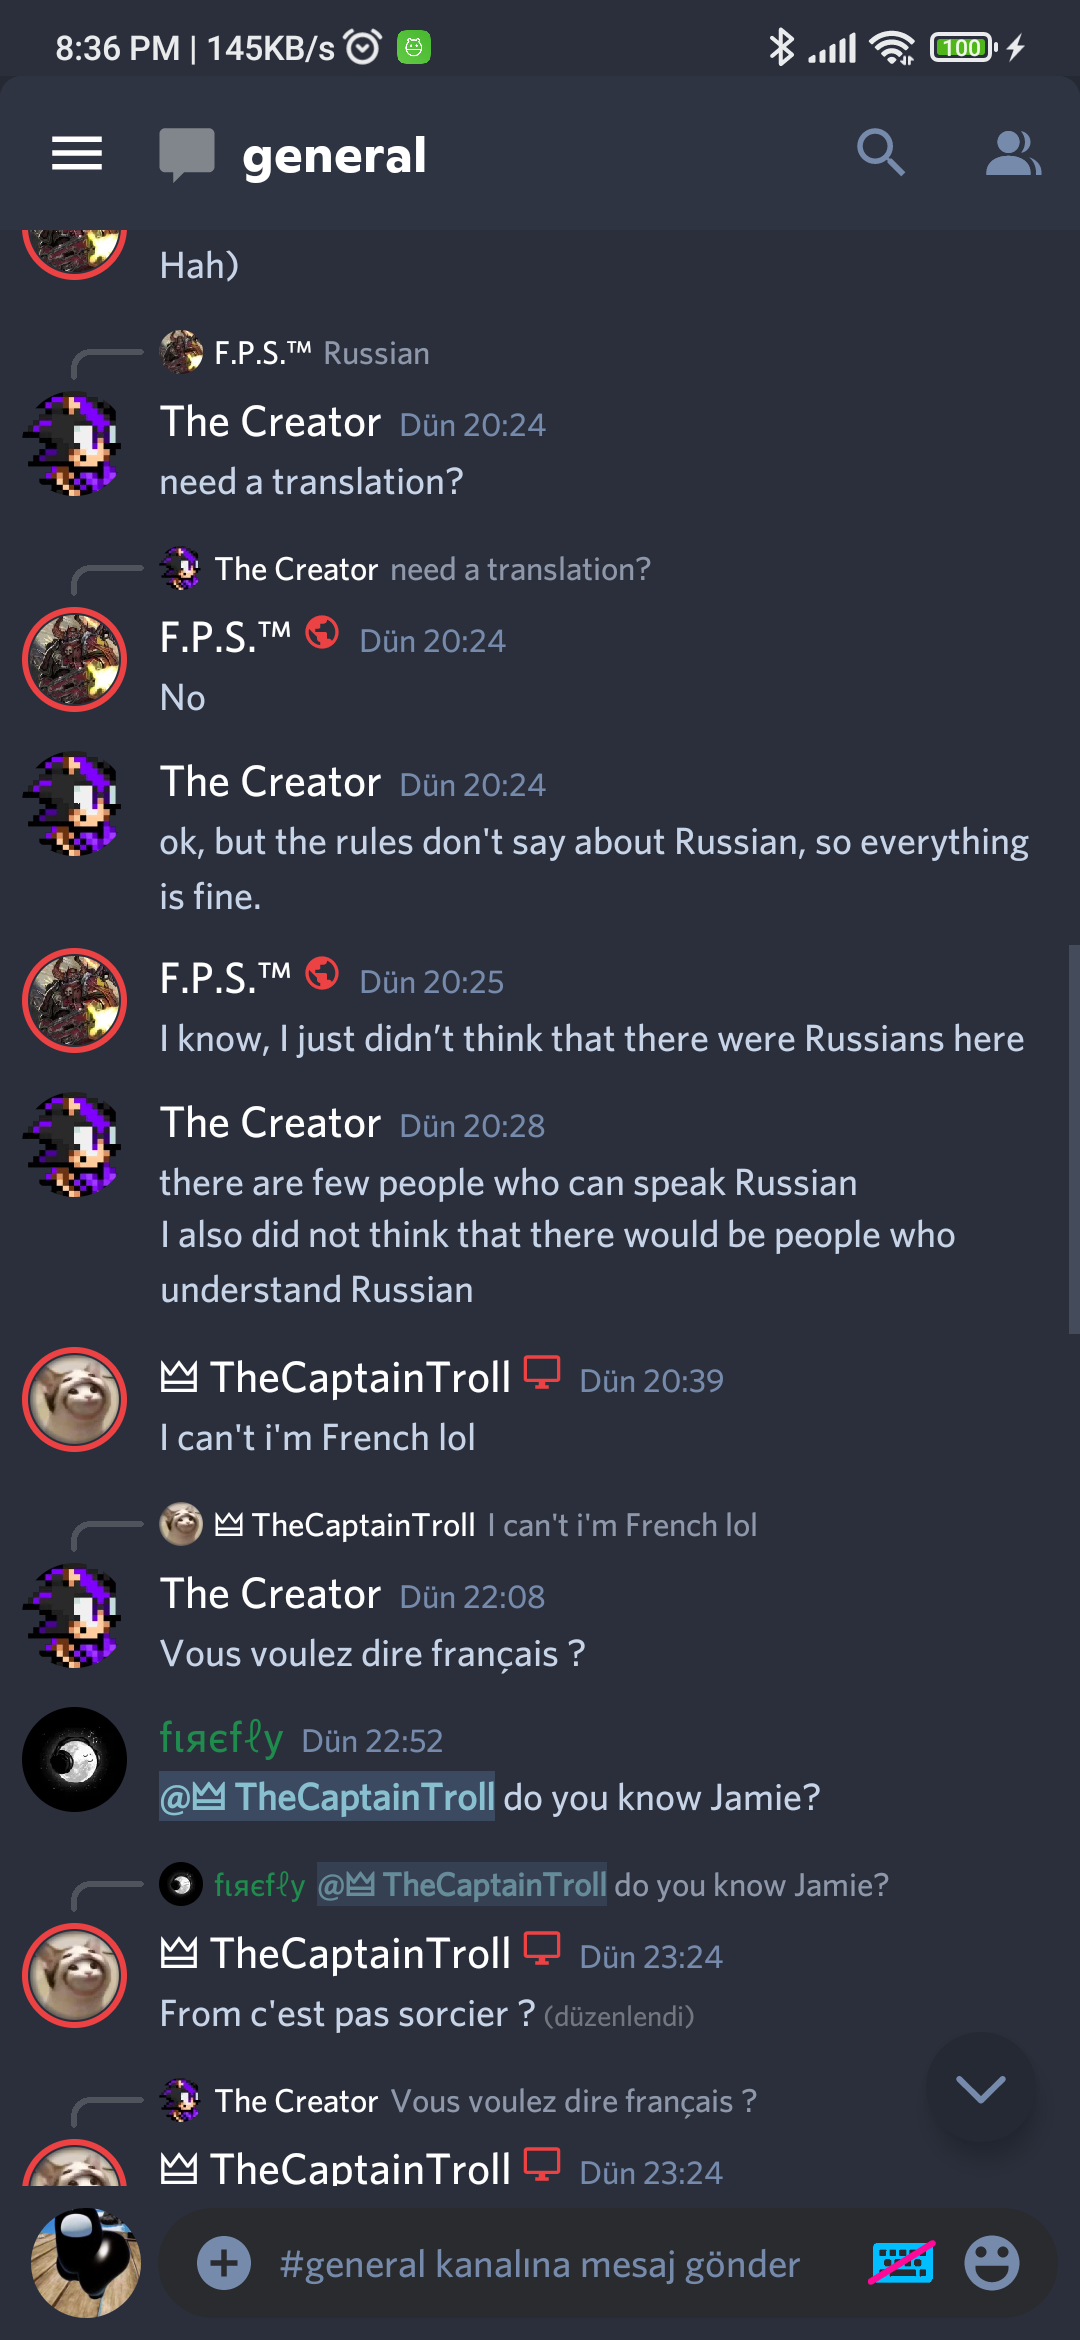 8:36 PM | 145KB/s
100
general
Hah)
F.P.S.™ Russian
The Creator Dün 20:24
need a translation?
The Creator need a translation?
F.P.S.™ Dün 20:24
No
The Creator Dün 20:24
ok, but the rules don't say about Russian, so everything
is fine.
F.P.S.™ Dün 20:25
I know, I just didn’t think that there were Russians here
The Creator Dün 20:28
there are few people who can speak Russian
I also did not think that there would be people who
understand Russian
TheCaptainTroll Dün 20:39
I can't i'm French lol
TheCaptainTroll I can't i'm French lol
The Creator Dün 22:08
Vous voulez dire français ?
fιяєfℓy Dün 22:52
@TheCaptainTroll do you know Jamie?
fιяєfℓy @TheCaptainTroll do you know Jamie?
TheCaptainTroll Dün 23:24
From c'est pas sorcier ? (düzenlendi)
The Creator Vous voulez dire français ?
TheCaptainTroll Dün 23:24
#general kanalına mesaj gönder